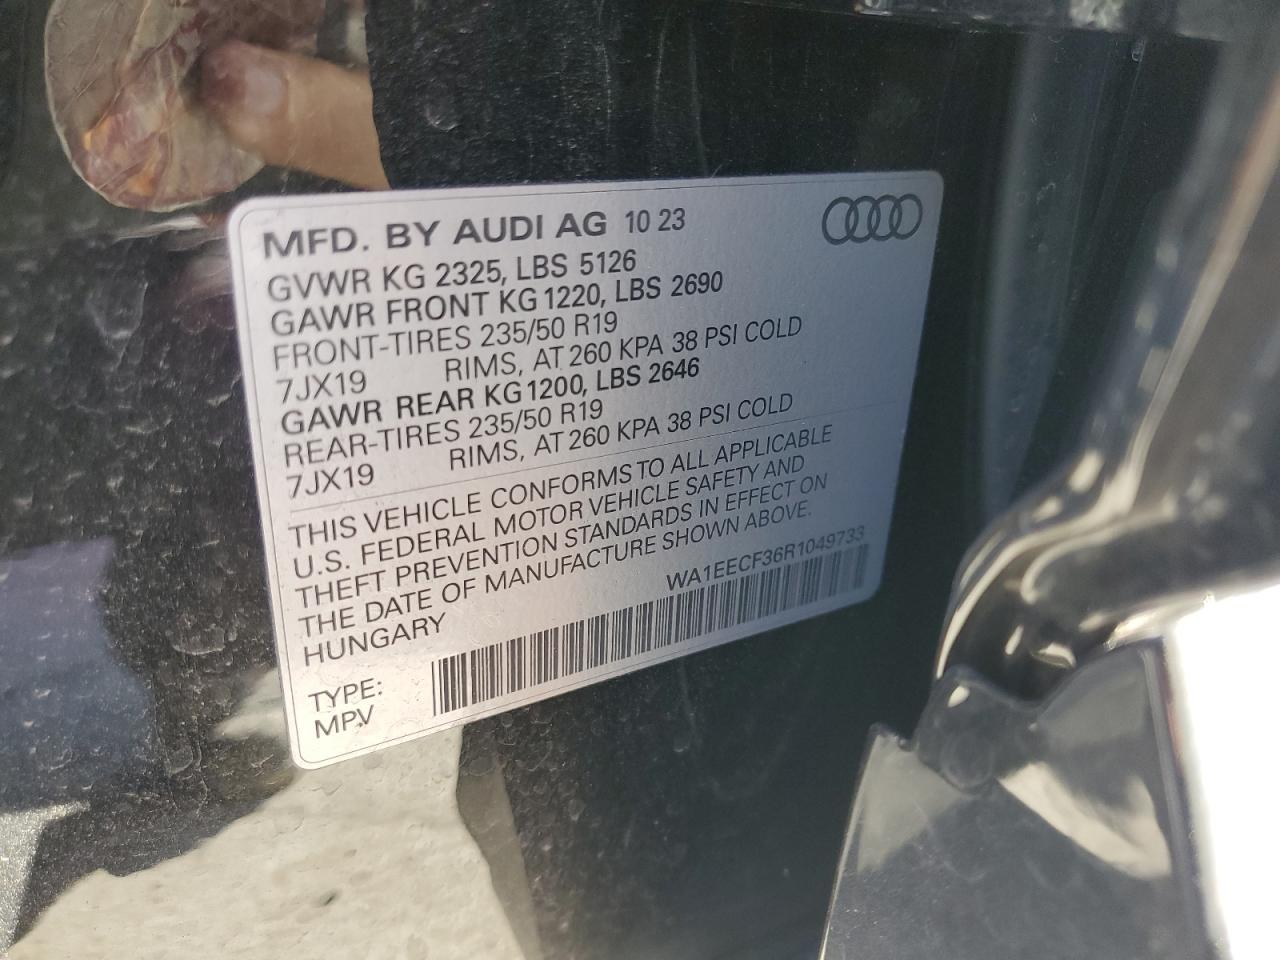 MFD. BY AUDI AG 10 23
GVWR KG 2325, LBS 5126
GAWR FRONT KG 1220, LBS 2690
FRONT-TIRES 235/50 R19
7JX19 RIMS, AT 260 KPA 38 PSI COLD
GAWR REAR KG 1200, LBS 2646
REAR-TIRES 235/50 R19
7JX19 RIMS, AT 260 KPA 38 PSI COLD
THIS VEHICLE CONFORMS TO ALL APPLICABLE
U.S. FEDERAL MOTOR VEHICLE SAFETY AND
THEFT PREVENTION STANDARDS IN EFFECT ON
THE DATE OF MANUFACTURE SHOWN ABOVE.
HUNGARY WA1EECF36R1049733
TYPE:
MPV